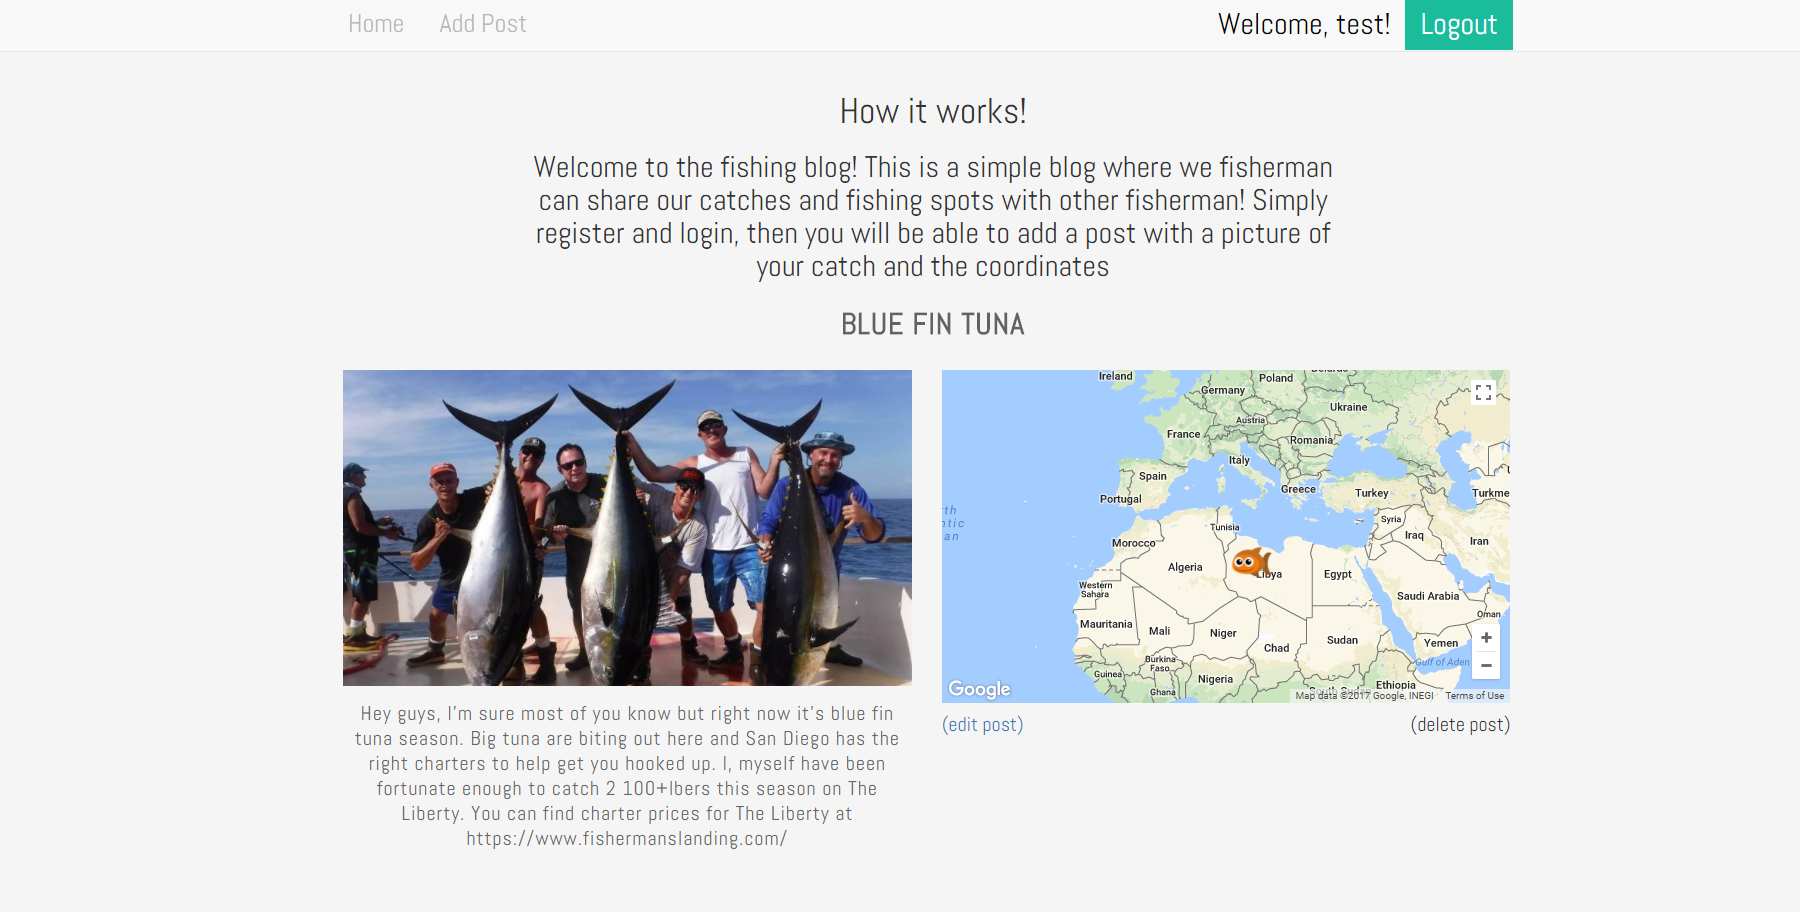 Home Add Post Welcome, test! Logout
How it works!
Welcome to the fishing blog! This is a simple blog where we fisherman
can share our catches and fishing spots with other fisherman! Simply
register and login, then you will be able to add a post with a picture of
your catch and the coordinates
BLUE FIN TUNA
Hey guys, I'm sure most of you know but right now it's blue fin
tuna season. Big tuna are biting out here and San Diego has the
right charters to help get you hooked up. I, myself have been
fortunate enough to catch 2 100+lbers this season on The
Liberty. You can find charter prices for The Liberty at
https://www.fishermanslanding.com/
Ireland
Poland
Germany
Ukraine
Austria
France
Romania
Italy
Spain
Greece
Turkey
Turkme
Portugal
Tunisia
Syria
Morocco
Iraq
Iran
Algeria
Libya
Egypt
Western
Sahara
Saudi Arabia
Oman
Mauritania
Mali
Niger
Sudan
Chad
Yemen
Burkina
Faso
Gulf of Aden
Guinea
Nigeria
Ethiopia
Ghana
Google
Map data ©2017 Google, INEGI Terms of Use
(edit post) (delete post)